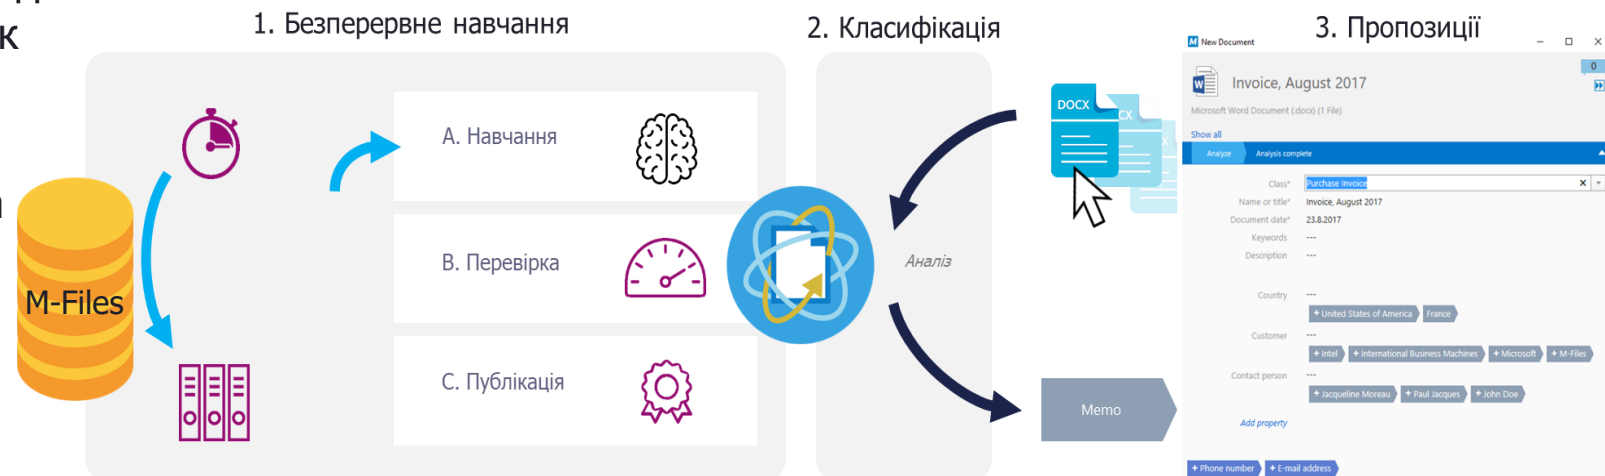 1. Безперервне навчання
2. Класифікація
3. Пропозиції
M-Files
A. Навчання
B. Перевірка
C. Публікація
Аналіз
DOCX
CX
Memo
New Document
0
Invoice, August 2017
Microsoft Word Document (.docx) (1 File)
Show all
Analyze Analysis complete
Class* Purchase Invoice
Name or title* Invoice, August 2017
Document date* 23.8.2017
Keywords ---
Description ---
Country ---
+ United States of America France
Customer ---
+ Intel + International Business Machines + Microsoft + M-Files
Contact person ---
+ Jacqueline Moreau + Paul Jacques + John Doe
Add property
+ Phone number + E-mail address